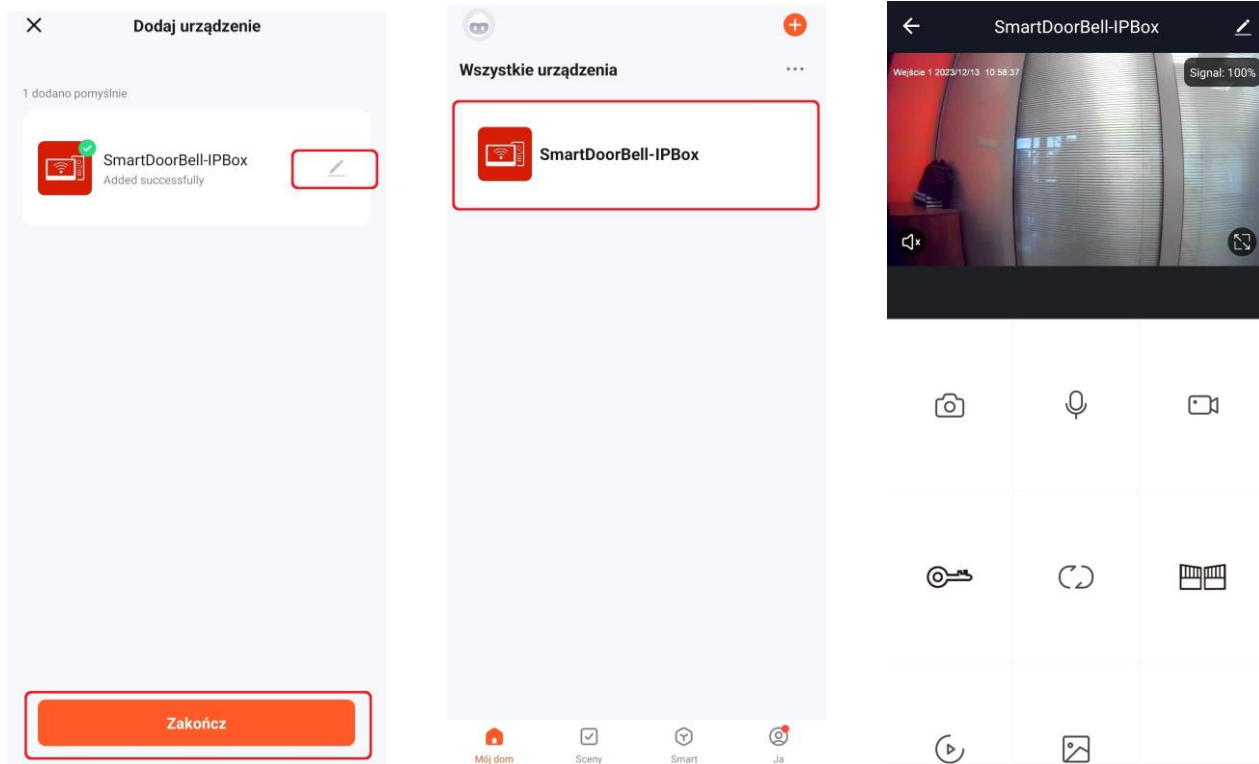 Dodaj urządzenie
1 dodano pomyślnie
SmartDoorBell-IPBox
Added successfully
Zakończ
Wszystkie urządzenia
SmartDoorBell-IPBox
Mój dom
Sceny
Smart
Ja
SmartDoorBell-IPBox
Wejście 1 2023/12/13 10:58:37
Signal: 100%